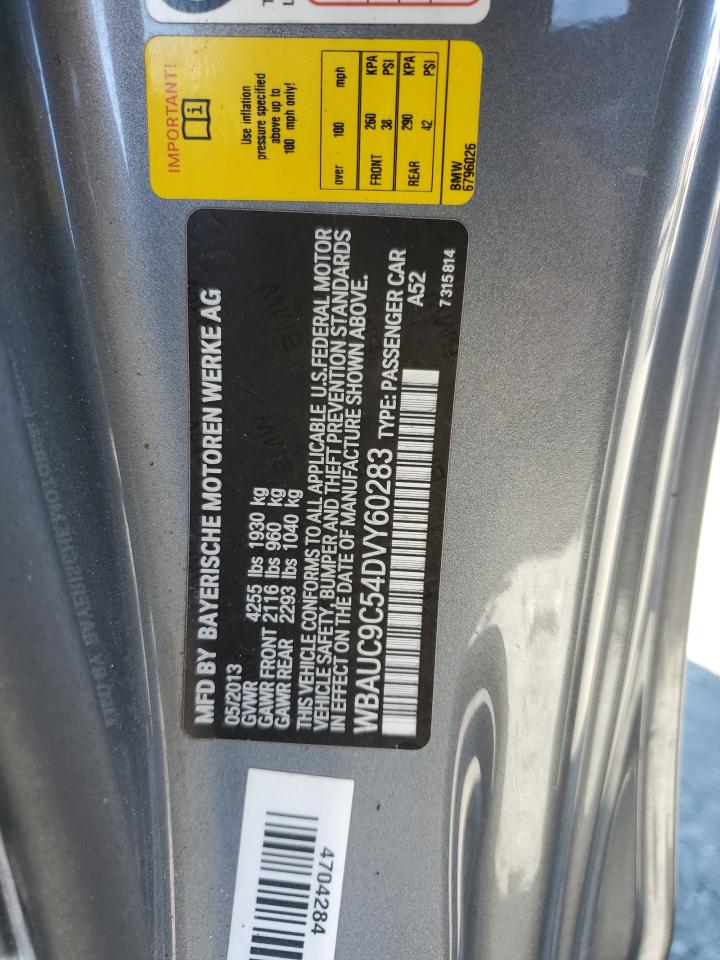 IMPORTANT!
i
Use inflation
pressure specified
above up to
100 mph only!
over 100 mph
FRONT 260 KPA
38 PSI
REAR 290 KPA
42 PSI
BMW
6796026
MFD BY BAYERISCHE MOTOREN WERKE AG
05/2013
GVWR 4255 lbs 1930 kg
GAWR FRONT 2116 lbs 960 kg
GAWR REAR 2293 lbs 1040 kg
THIS VEHICLE CONFORMS TO ALL APPLICABLE U.S.FEDERAL MOTOR
VEHICLE SAFETY, BUMPER AND THEFT PREVENTION STANDARDS
IN EFFECT ON THE DATE OF MANUFACTURE SHOWN ABOVE.
WBAUC9C54DVY60283 TYPE: PASSENGER CAR
A52
7 315 814
4704284